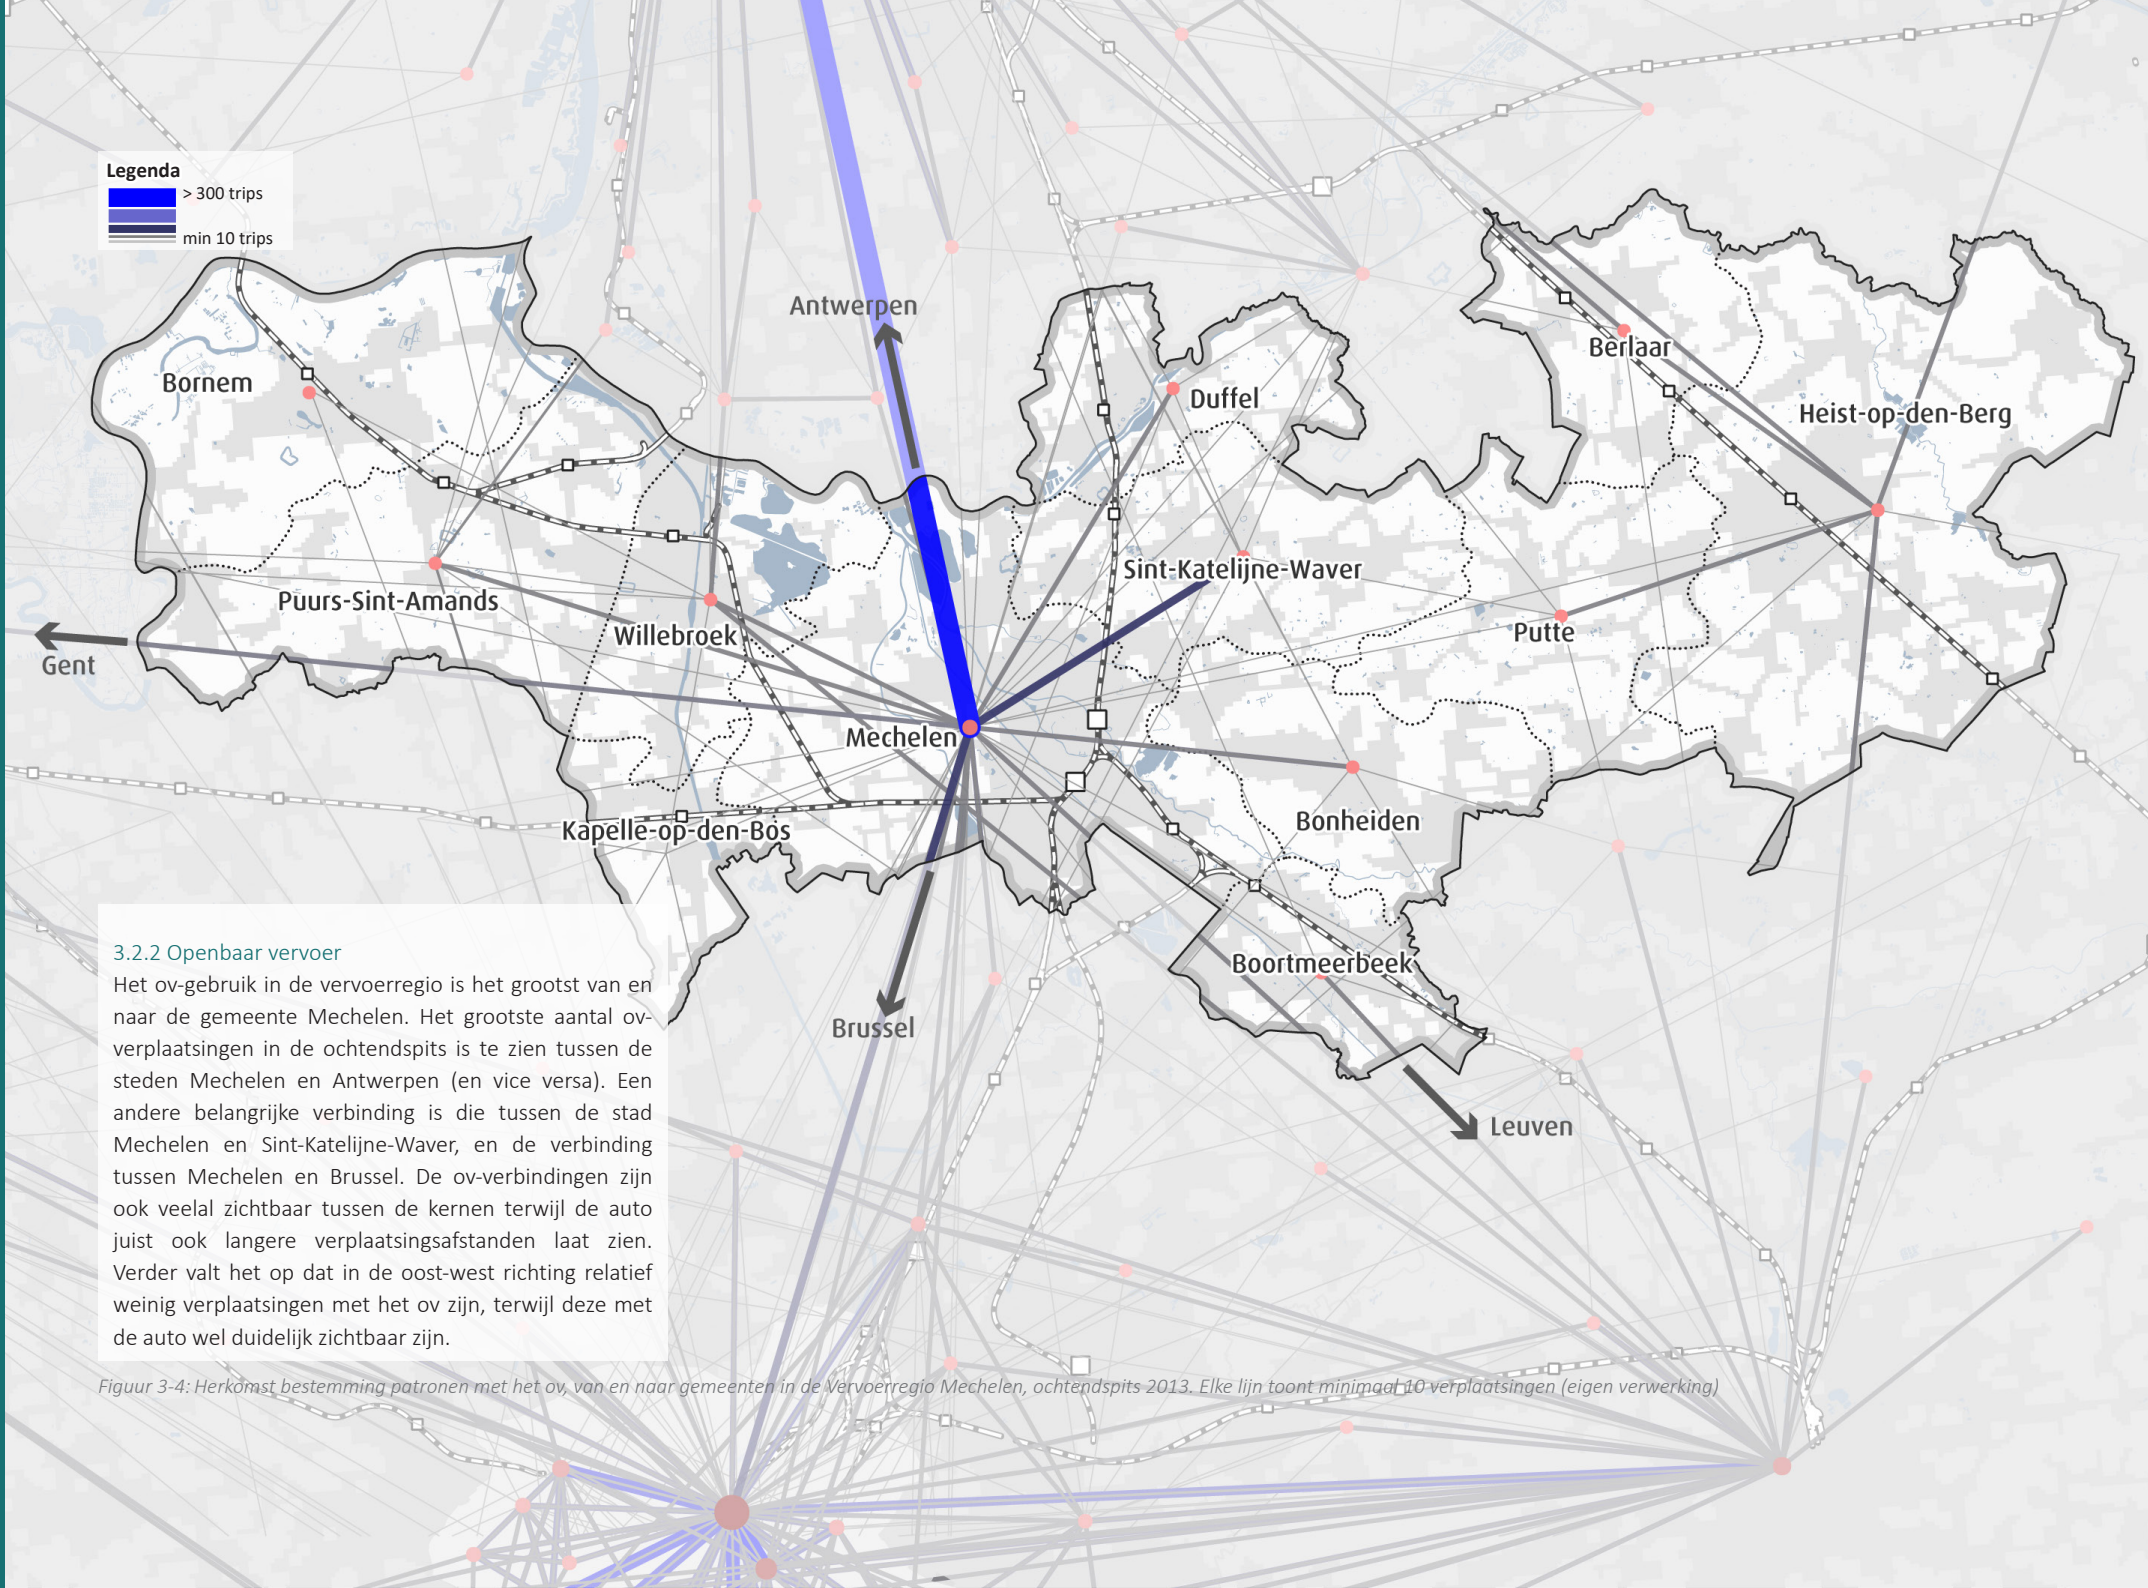 Legenda
> 300 trips
min 10 trips
Antwerpen
Berlaar
Bornem
Duffel
Heist-op-den-Berg
Sint-Katelijne-Waver
Puurs-Sint-Amands
Willebroek
Putte
Gent
Mechelen
Kapelle-op-den-Bos
Bonheiden
Boortmeerbeek
Brussel
Leuven
3.2.2 Openbaar vervoer
Het ov-gebruik in de vervoerregio is het grootst van en
naar de gemeente Mechelen. Het grootste aantal ov-
verplaatsingen in de ochtendspits is te zien tussen de
steden Mechelen en Antwerpen (en vice versa). Een
andere belangrijke verbinding is die tussen de stad
Mechelen en Sint-Katelijne-Waver, en de verbinding
tussen Mechelen en Brussel. De ov-verbindingen zijn
ook veelal zichtbaar tussen de kernen terwijl de auto
juist ook langere verplaatsingsafstanden laat zien.
Verder valt het op dat in de oost-west richting relatief
weinig verplaatsingen met het ov zijn, terwijl deze met
de auto wel duidelijk zichtbaar zijn.
Figuur 3-4: Herkomst bestemming patronen met het ov, van en naar gemeenten in de Vervoerregio Mechelen, ochtendspits 2013. Elke lijn toont minimaal 10 verplaatsingen (eigen verwerking)